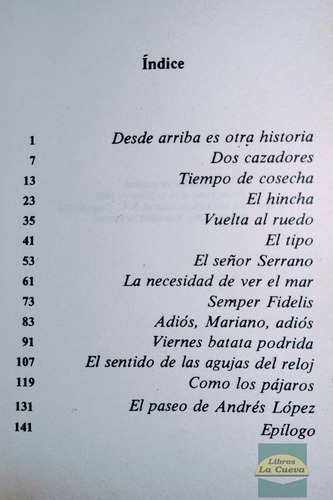 Índice
1 Desde arriba es otra historia
7 Dos cazadores
13 Tiempo de cosecha
23 El hincha
35 Vuelta al ruedo
41 El tipo
53 El señor Serrano
61 La necesidad de ver el mar
73 Semper Fidelis
83 Adiós, Mariano, adiós
91 Viernes batata podrida
107 El sentido de las agujas del reloj
119 Como los pájaros
131 El paseo de Andrés López
141 Epílogo
Libros
La Cueva